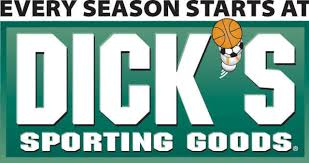 EVERY SEASON STARTS AT
DICK'S
SPORTING GOODS®